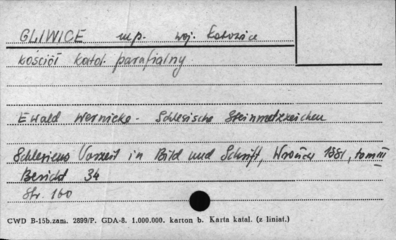 GLIWICE mp. woj. Katowice
kościół katol. parafialny
Ewald Wernicke - Schlesische Steinmetzzeichen
Schlesiens Vorzeit in Bild und Schrift, Wrocław 1881, tom III
Bericht 34
Str. 160
CWD B-15b.zam. 2899/P. GDA-8. 1.000.000. karton b. Karta katal. (z liniat.)